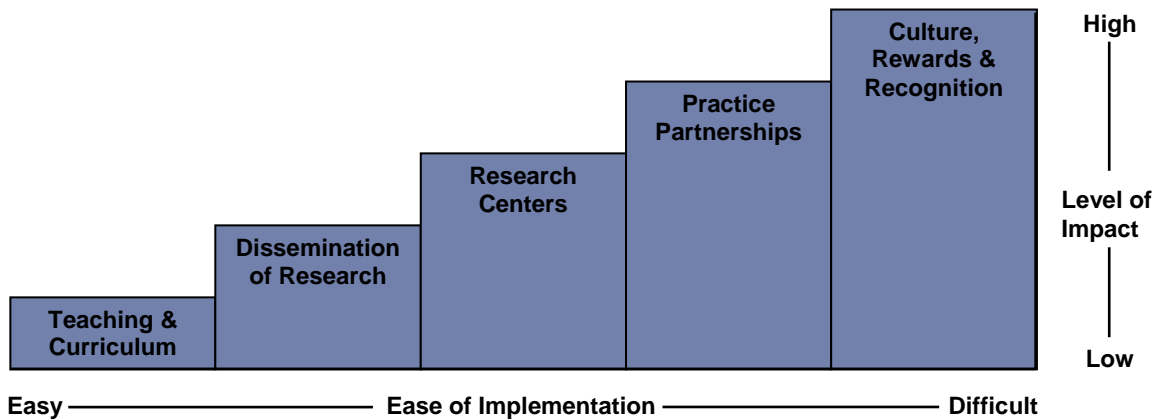 Culture,
Rewards &
Recognition
Practice
Partnerships
Research
Centers
Dissemination
of Research
Teaching &
Curriculum
High
Level of
Impact
Low
Easy
Ease of Implementation
Difficult